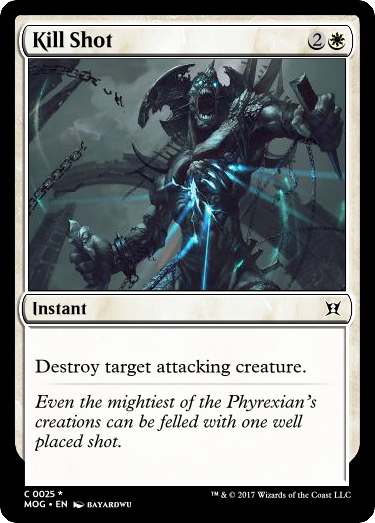 Kill Shot 2
Instant
Destroy target attacking creature.
Even the mightiest of the Phyrexian's
creations can be felled with one well
placed shot.
C 0025 *
MOG • EN BAYARDWU
™ & © 2017 Wizards of the Coast LLC